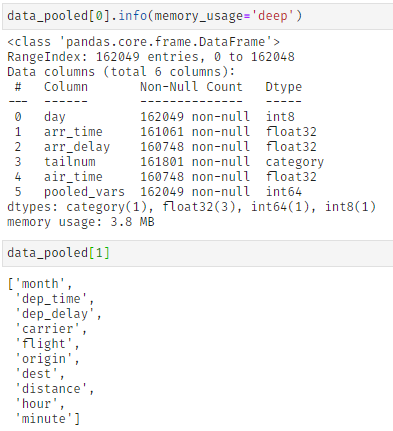 data_pooled[0].info(memory_usage='deep')
<class 'pandas.core.frame.DataFrame'>
RangeIndex: 162049 entries, 0 to 162048
Data columns (total 6 columns):
 #   Column       Non-Null Count   Dtype
---  ------       --------------   -----
 0   day          162049 non-null  int8
 1   arr_time     161061 non-null  float32
 2   arr_delay    160748 non-null  float32
 3   tailnum      161801 non-null  category
 4   air_time     160748 non-null  float32
 5   pooled_vars  162049 non-null  int64
dtypes: category(1), float32(3), int64(1), int8(1)
memory usage: 3.8 MB
data_pooled[1]
['month',
 'dep_time',
 'dep_delay',
 'carrier',
 'flight',
 'origin',
 'dest',
 'distance',
 'hour',
 'minute']